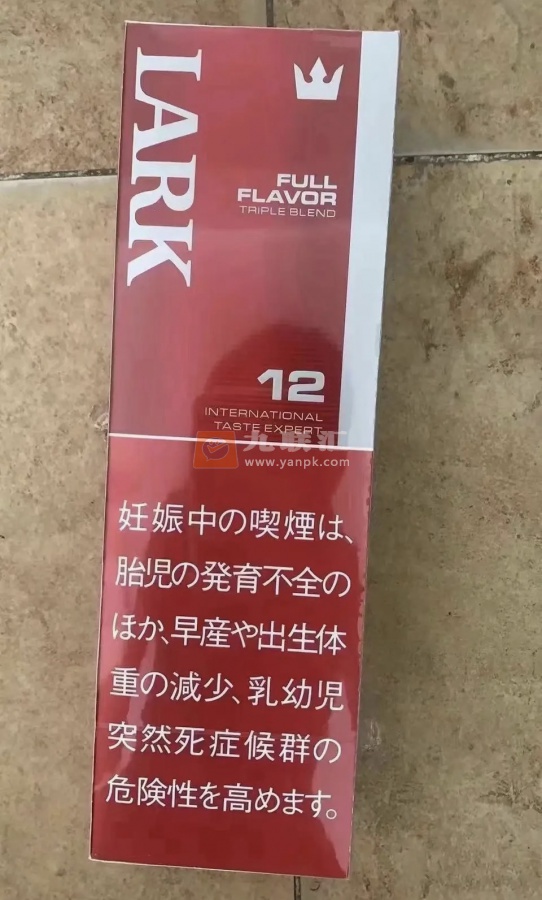 LARK
FULL
FLAVOR
TRIPLE BLEND
12
INTERNATIONAL
TASTE EXPERT
九联汇
www.yanpk.com
妊娠中の喫煙は、
胎児の発育不全の
ほか、早産や出生体
重の減少、乳幼児
突然死症候群の
危険性を高めます。